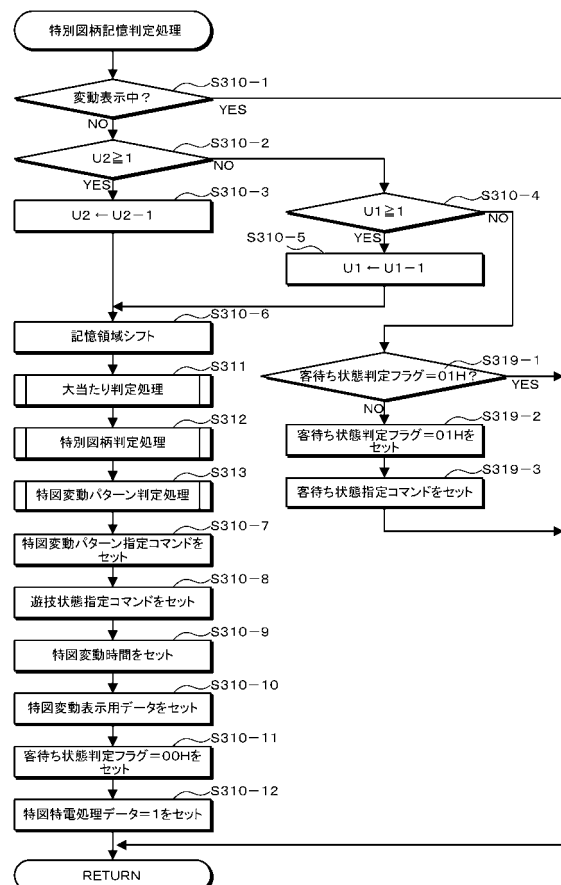 特別図柄記憶判定処理
S310-1
変動表示中?
YES
NO
S310-2
U2≧1
NO
YES
S310-3
U2←U2-1
S310-4
U1≧1
NO
YES
S310-5
U1←U1-1
S310-6
記憶領域シフト
S311
大当たり判定処理
S312
特別図柄判定処理
S313
特図変動パターン判定処理
S310-7
特図変動パターン指定コマンドを
セット
S310-8
遊技状態指定コマンドをセット
S310-9
特図変動時間をセット
S310-10
特図変動表示用データをセット
S310-11
客待ち状態判定フラグ=00Hを
セット
S310-12
特図特電処理データ=1をセット
RETURN
S319-1
客待ち状態判定フラグ=01H?
YES
NO
S319-2
客待ち状態判定フラグ=01Hを
セット
S319-3
客待ち状態指定コマンドをセット